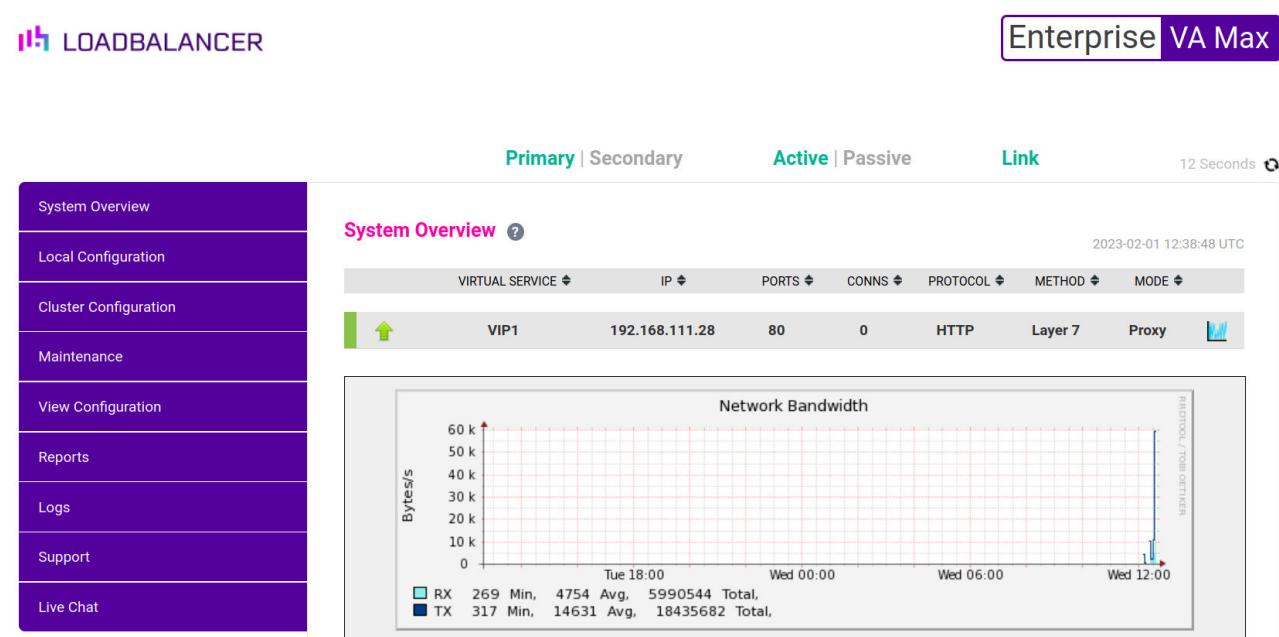 LOADBALANCER
Enterprise VA Max
Primary | Secondary
Active | Passive
Link
12 Seconds
System Overview
Local Configuration
Cluster Configuration
Maintenance
View Configuration
Reports
Logs
Support
Live Chat
System Overview ?
2023-02-01 12:38:48 UTC
VIRTUAL SERVICE IP PORTS CONNS PROTOCOL METHOD MODE
VIP1 192.168.111.28 80 0 HTTP Layer 7 Proxy
Network Bandwidth
RRDTOOL / TOBI OETIKER
Bytes/s
60 k
50 k
40 k
30 k
20 k
10 k
0
Tue 18:00 Wed 00:00 Wed 06:00 Wed 12:00
RX 269 Min, 4754 Avg, 5990544 Total,
TX 317 Min, 14631 Avg, 18435682 Total,